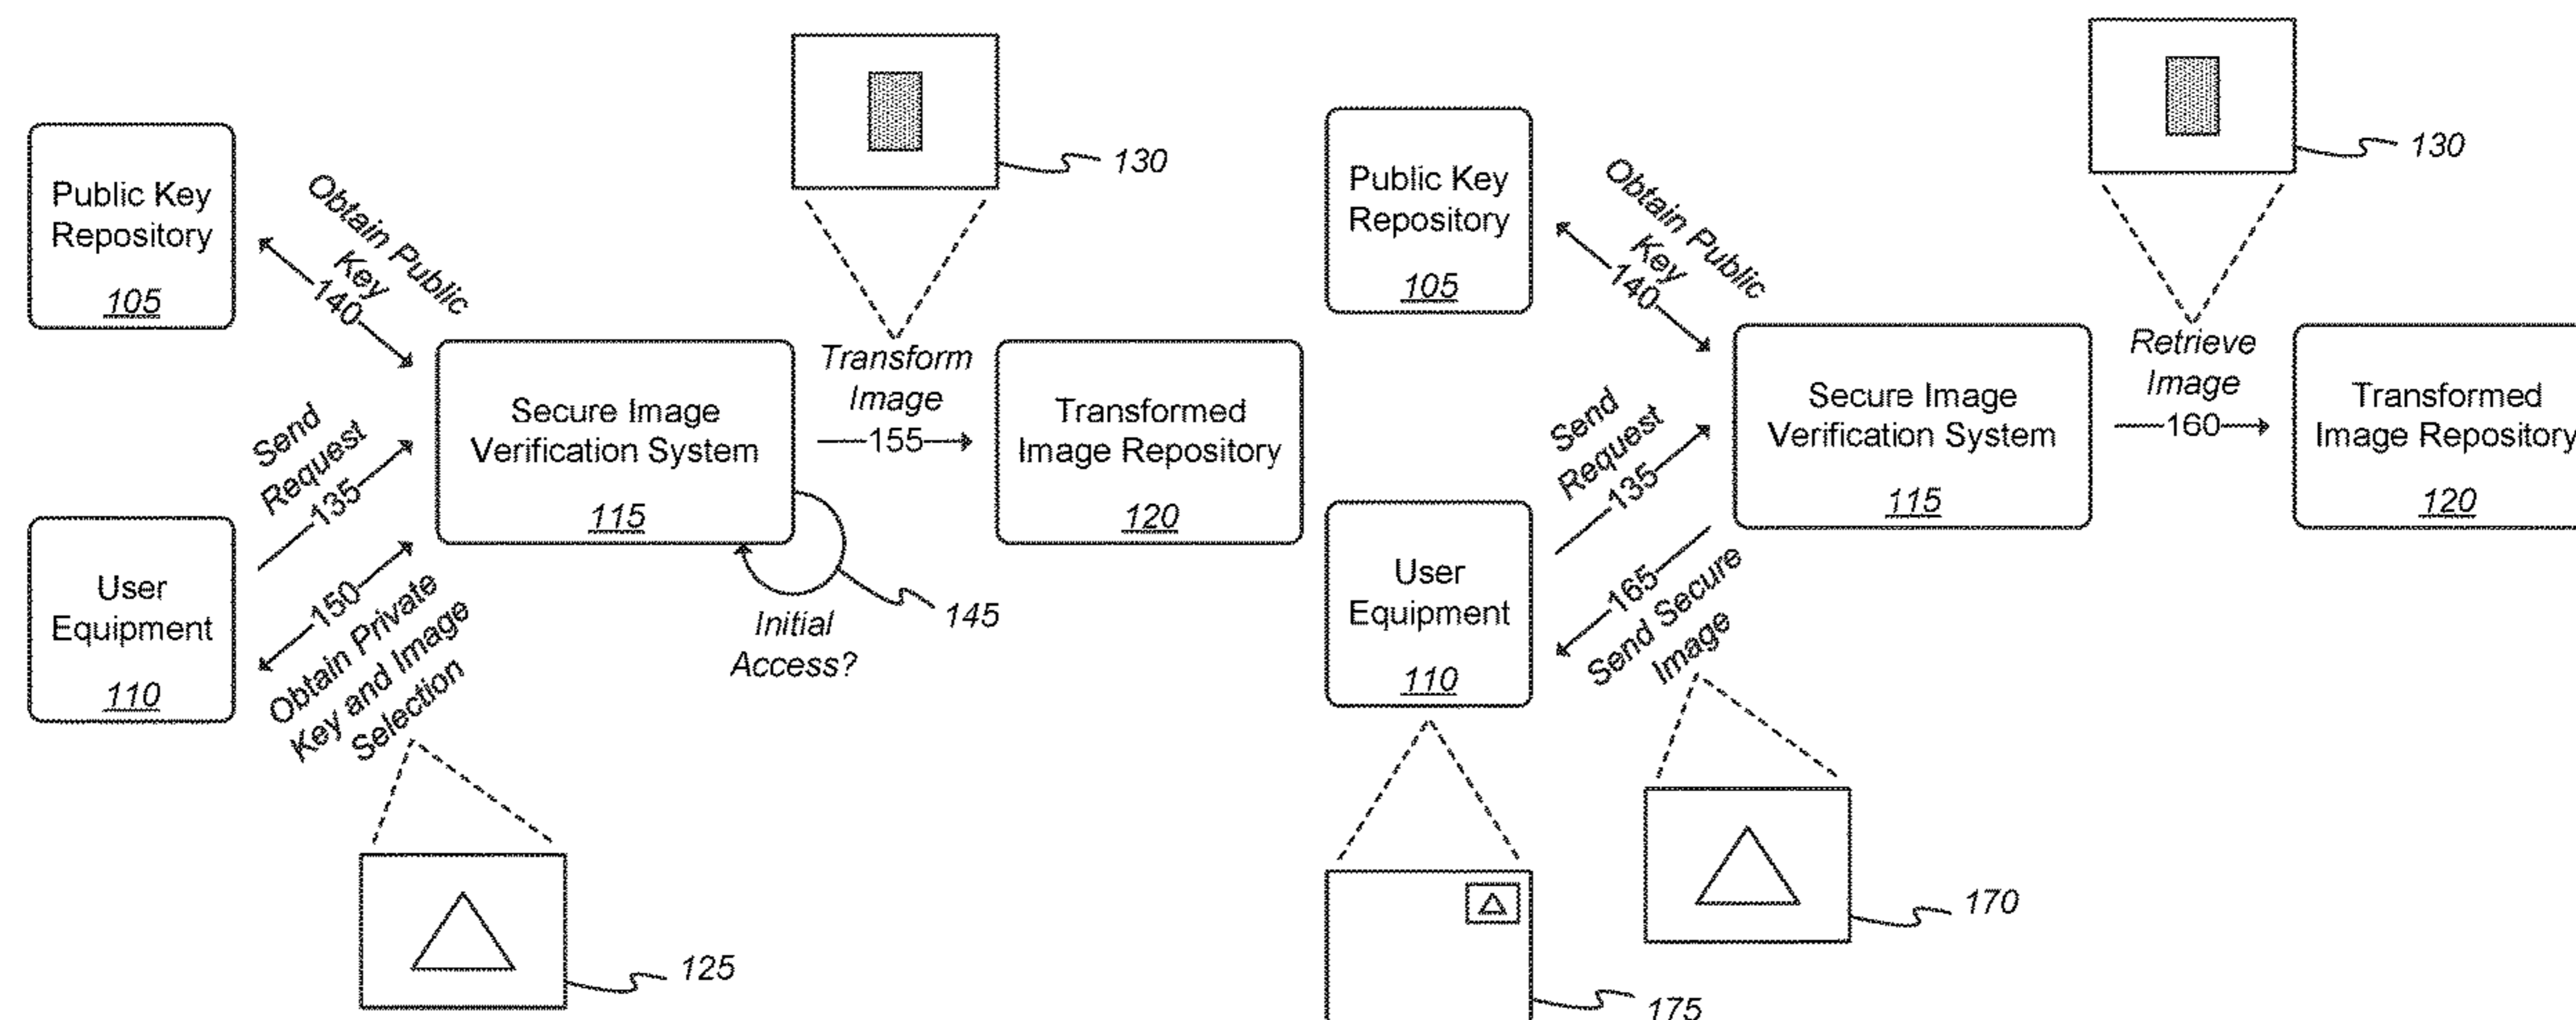 130
Public Key
Repository
105
Obtain Public
Key
140
Transform
Image
155
Secure Image
Verification System
115
Transformed
Image Repository
120
Send
Request
135
User
Equipment
110
150
Obtain Private
Key and Image
Selection
Initial
Access?
145
125
130
Public Key
Repository
105
Obtain Public
Key
140
Retrieve
Image
160
Secure Image
Verification System
115
Transformed
Image Repository
120
Send
Request
135
User
Equipment
110
165
Send Secure
Image
170
175